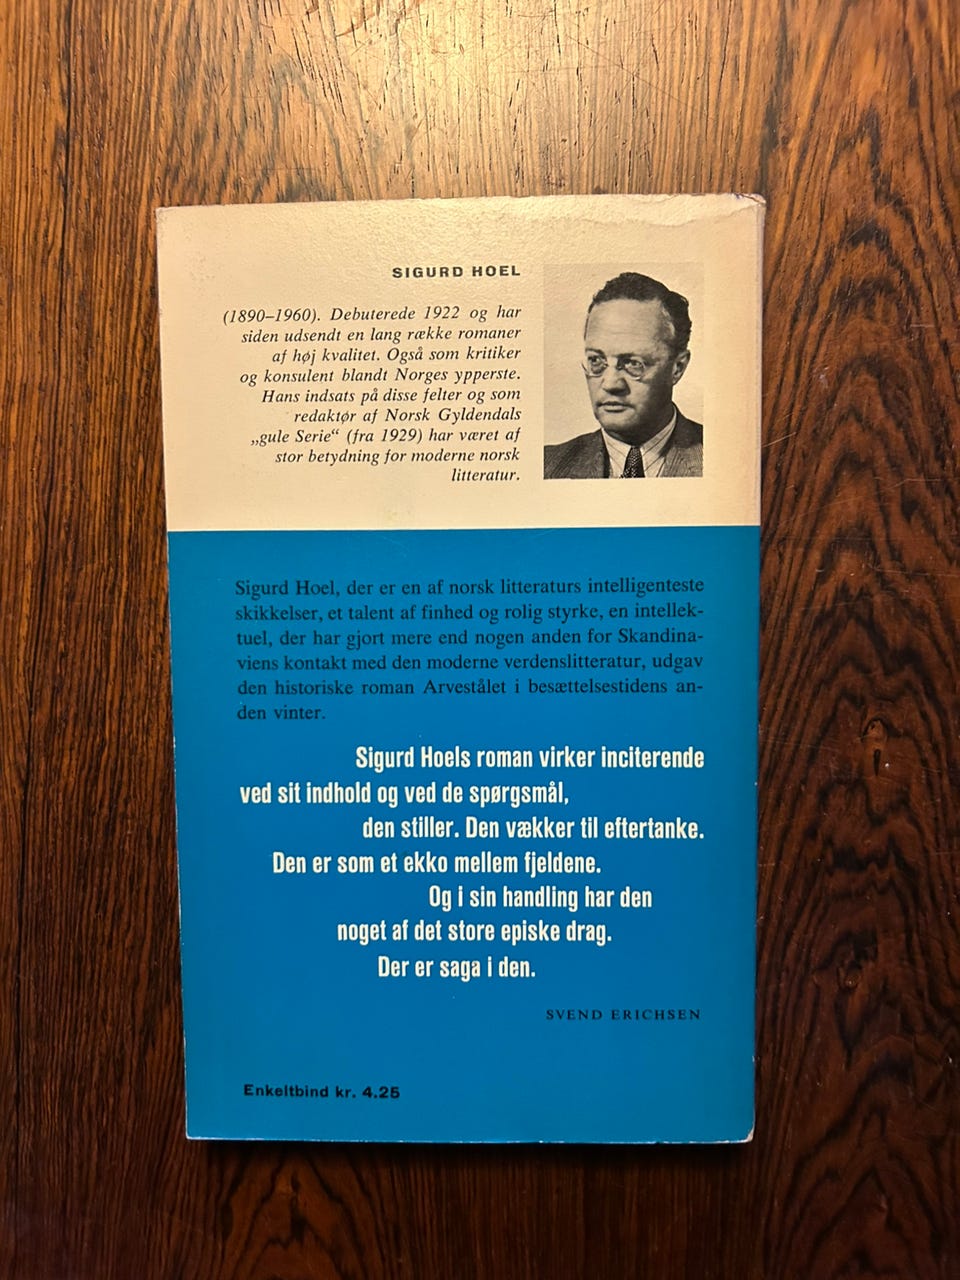 SIGURD HOEL
(1890–1960). Debuterede 1922 og har
siden udsendt en lang række romaner
af høj kvalitet. Også som kritiker
og konsulent blandt Norges ypperste.
Hans indsats på disse felter og som
redaktør af Norsk Gyldendals
„gule Serie“ (fra 1929) har været af
stor betydning for moderne norsk
litteratur.
Sigurd Hoel, der er en af norsk litteraturs intelligenteste
skikkelser, et talent af finhed og rolig styrke, en intellek-
tuel, der har gjort mere end nogen anden for Skandina-
viens kontakt med den moderne verdenslitteratur, udgav
den historiske roman Arvestålet i besættelsestidens an-
den vinter.
Sigurd Hoels roman virker inciterende
ved sit indhold og ved de spørgsmål,
den stiller. Den vækker til eftertanke.
Den er som et ekko mellem fjeldene.
Og i sin handling har den
noget af det store episke drag.
Der er saga i den.
SVEND ERICHSEN
Enkeltbind kr. 4.25